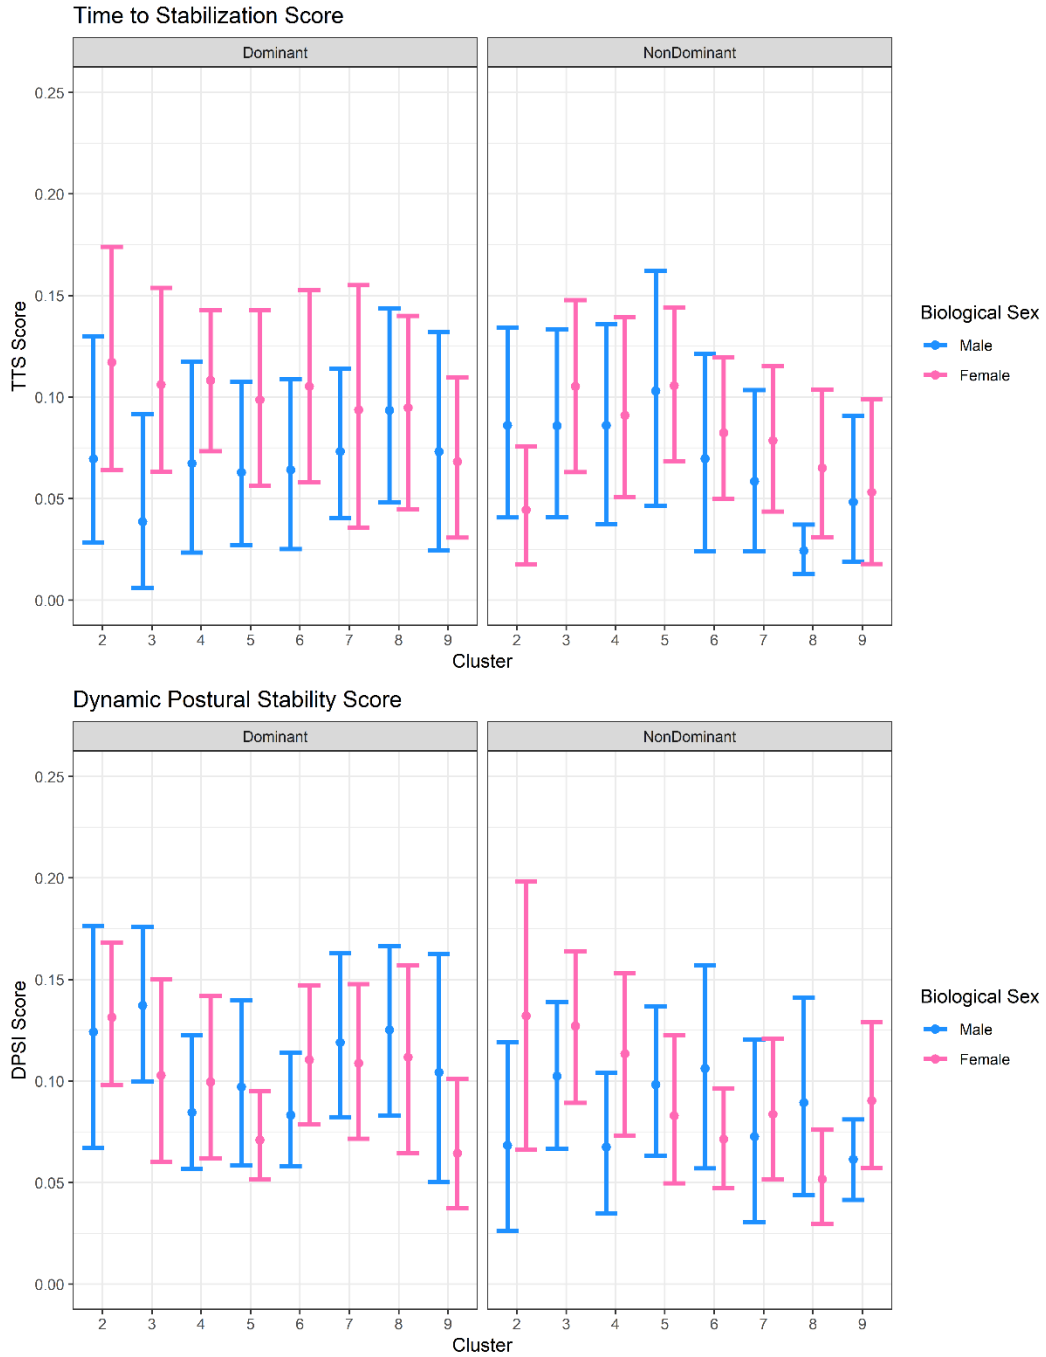 Time to Stabilization Score
Dominant
NonDominant
0.25
0.20
0.15
0.10
0.05
0.00
TTS Score
2 3 4 5 6 7 8 9
2 3 4 5 6 7 8 9
Cluster
Biological Sex
Male
Female
Dynamic Postural Stability Score
Dominant
NonDominant
0.25
0.20
0.15
0.10
0.05
0.00
DPSI Score
2 3 4 5 6 7 8 9
2 3 4 5 6 7 8 9
Cluster
Biological Sex
Male
Female